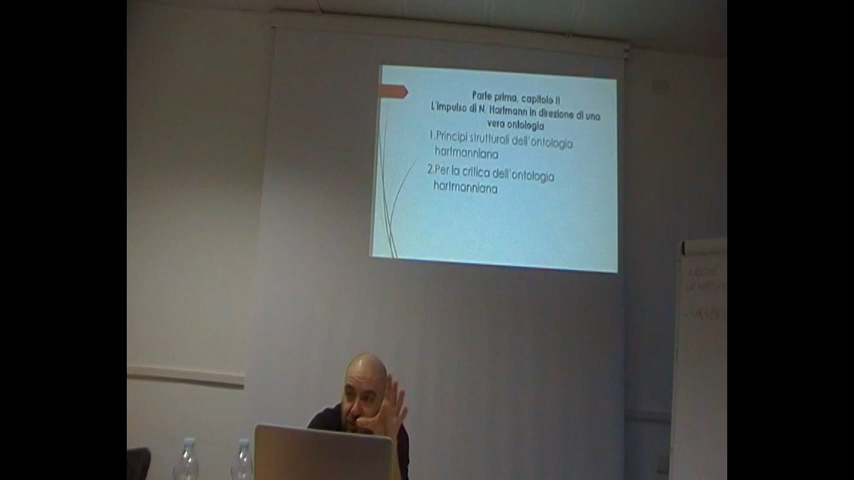 Parte prima, capitolo II
L'impulso di N. Hartmann in direzione di una
vera ontologia
1.Principi strutturali dell'ontologia
hartmanniana
2.Per la critica dell'ontologia
hartmanniana